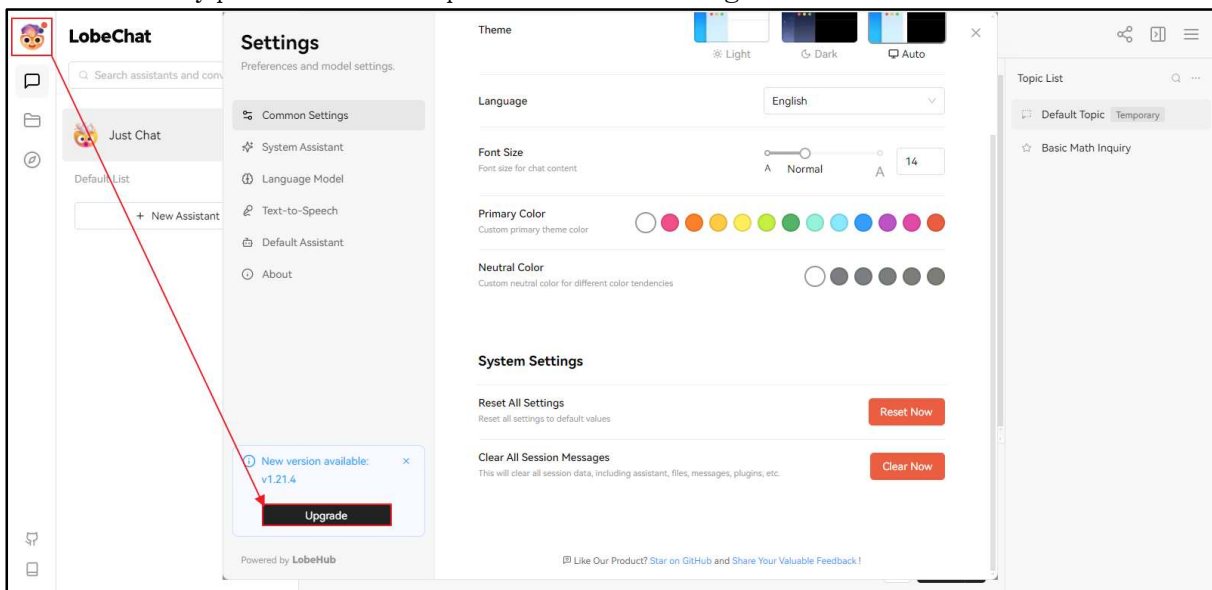 LobeChat
Search assistants and conv
Just Chat
Default List
+ New Assistant
Settings
Preferences and model settings.
Common Settings
System Assistant
Language Model
Text-to-Speech
Default Assistant
About
New version available:
v1.21.4
Upgrade
Powered by LobeHub
Theme
Light
Dark
Auto
Language
English
Font Size
Font size for chat content
A Normal A
14
Primary Color
Custom primary theme color
Neutral Color
Custom neutral color for different color tendencies
System Settings
Reset All Settings
Reset all settings to default values
Reset Now
Clear All Session Messages
This will clear all session data, including assistant, files, messages, plugins, etc.
Clear Now
Like Our Product? Star on GitHub and Share Your Valuable Feedback !
Topic List
Default Topic Temporary
Basic Math Inquiry